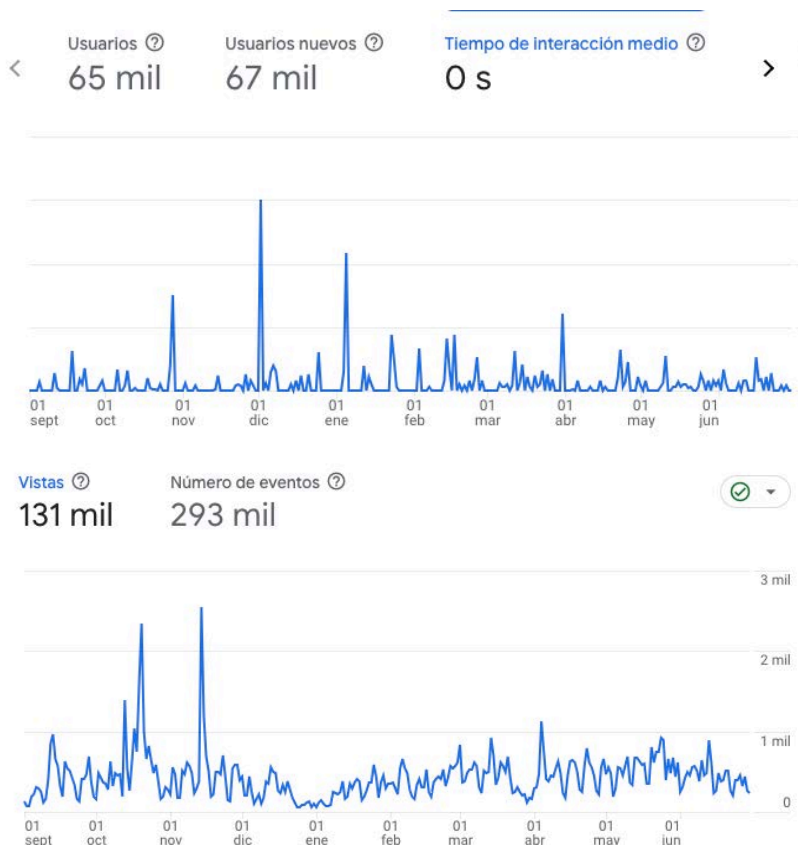 Usuarios Usuarios nuevos Tiempo de interacción medio
65 mil 67 mil 0 s
01 01 01 01 01 01 01 01 01 01
sept oct nov dic ene feb mar abr may jun
Vistas Número de eventos
131 mil 293 mil
3 mil
2 mil
1 mil
0
01 01 01 01 01 01 01 01 01 01
sept oct nov dic ene feb mar abr may jun